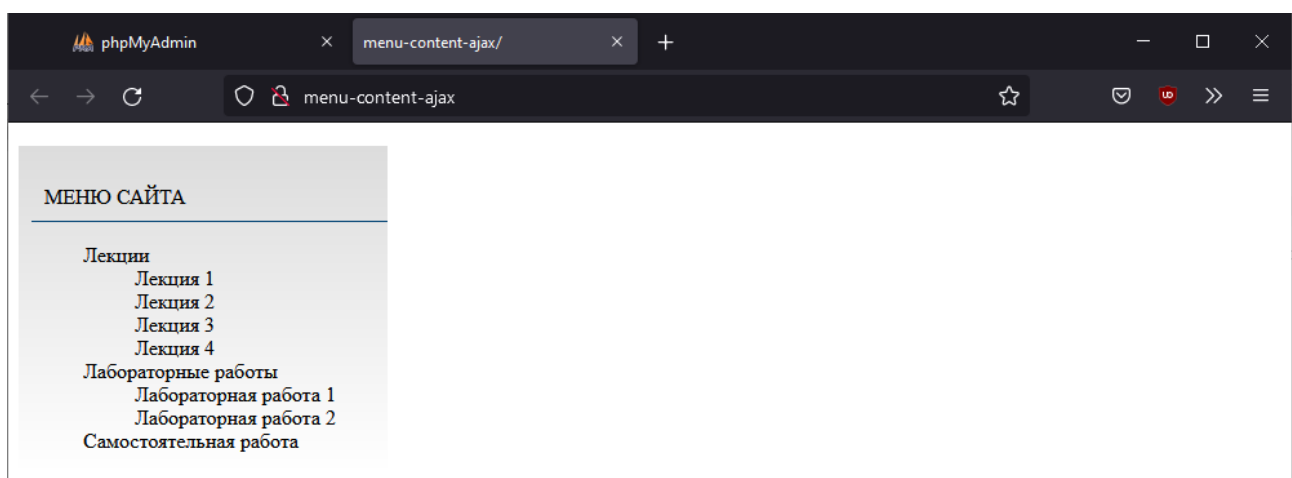 phpMyAdmin
menu-content-ajax/
menu-content-ajax
МЕНЮ САЙТА
Лекции
Лекция 1
Лекция 2
Лекция 3
Лекция 4
Лабораторные работы
Лабораторная работа 1
Лабораторная работа 2
Самостоятельная работа